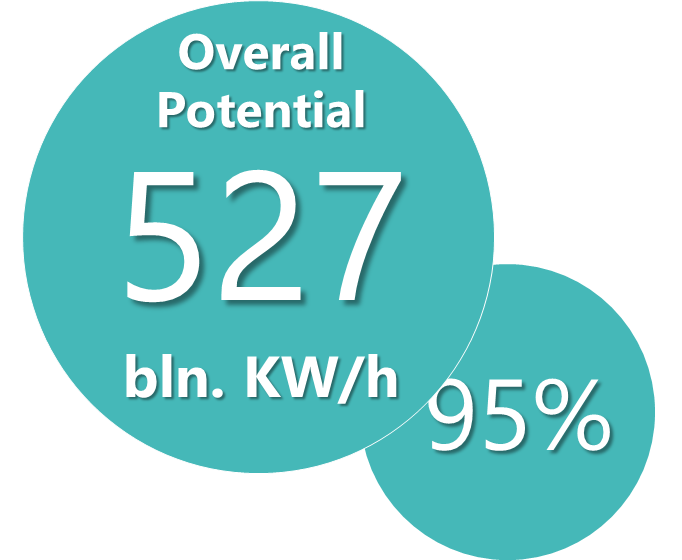 Overall
Potential
527
bln. KW/h
95%